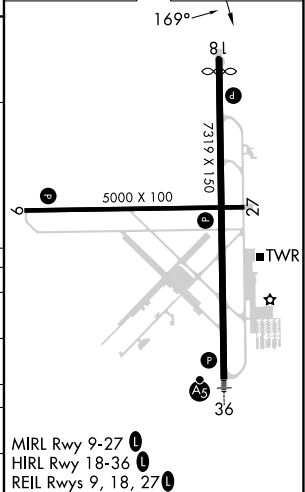 169°
18
P
7319 X 150
P
5000 X 100
9
27
P
TWR
P
A5
36
MIRL Rwy 9-27 L
HIRL Rwy 18-36 L
REIL Rwys 9, 18, 27 L